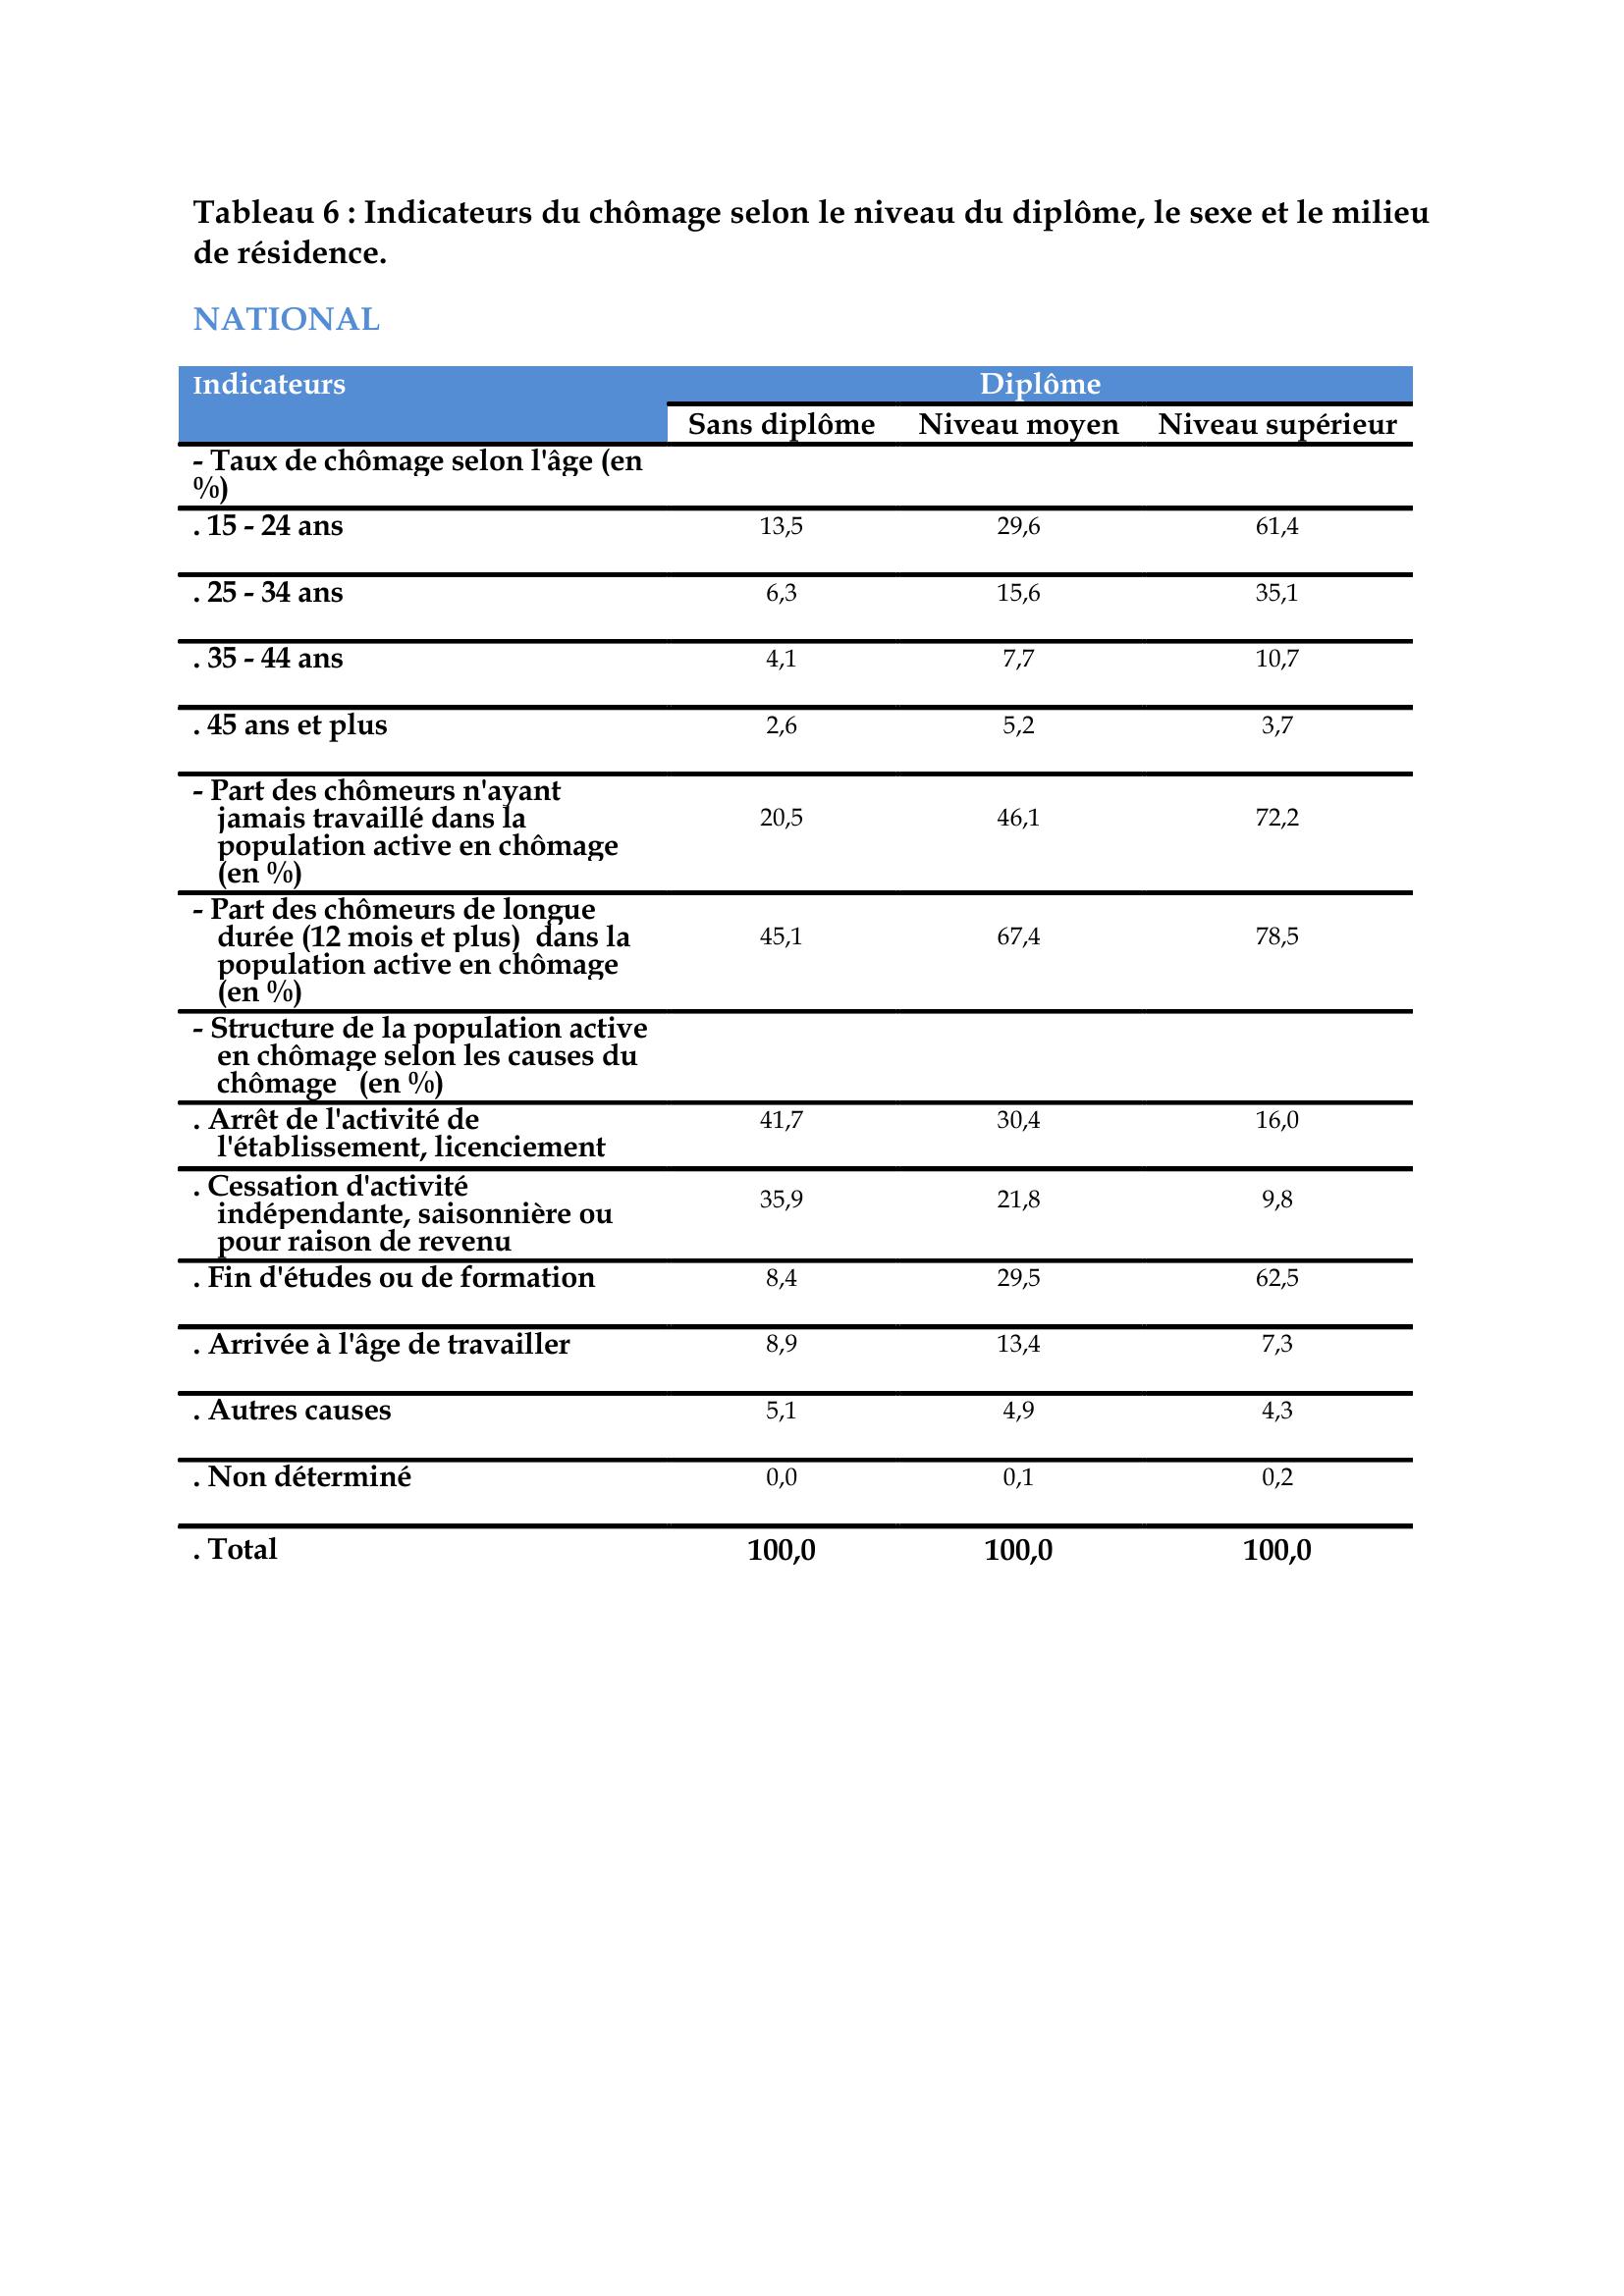 Tableau 6 : Indicateurs du chômage selon le niveau du diplôme, le sexe et le milieu
de résidence.
NATIONAL
Indicateurs Diplôme
Sans diplôme Niveau moyen Niveau supérieur
- Taux de chômage selon l'âge (en
%)
. 15 - 24 ans 13,5 29,6 61,4
. 25 - 34 ans 6,3 15,6 35,1
. 35 - 44 ans 4,1 7,7 10,7
. 45 ans et plus 2,6 5,2 3,7
- Part des chômeurs n'ayant
jamais travaillé dans la 20,5 46,1 72,2
population active en chômage
(en %)
- Part des chômeurs de longue
durée (12 mois et plus) dans la 45,1 67,4 78,5
population active en chômage
(en %)
- Structure de la population active
en chômage selon les causes du
chômage (en %)
. Arrêt de l'activité de 41,7 30,4 16,0
l'établissement, licenciement
. Cessation d'activité 35,9 21,8 9,8
indépendante, saisonnière ou
pour raison de revenu
. Fin d'études ou de formation 8,4 29,5 62,5
. Arrivée à l'âge de travailler 8,9 13,4 7,3
. Autres causes 5,1 4,9 4,3
. Non déterminé 0,0 0,1 0,2
. Total 100,0 100,0 100,0